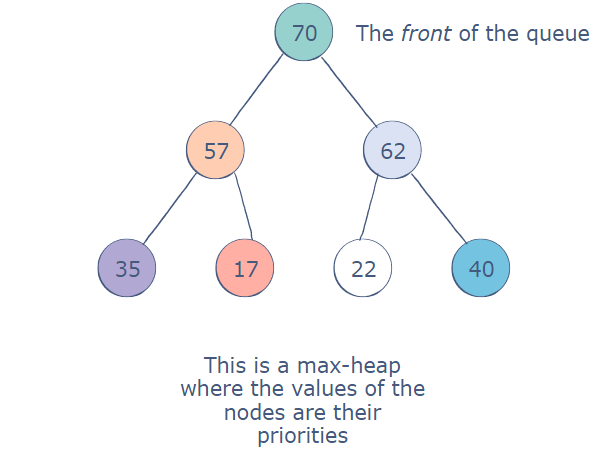 70
The front of the queue
57
62
35
17
22
40
This is a max-heap
where the values of the
nodes are their
priorities